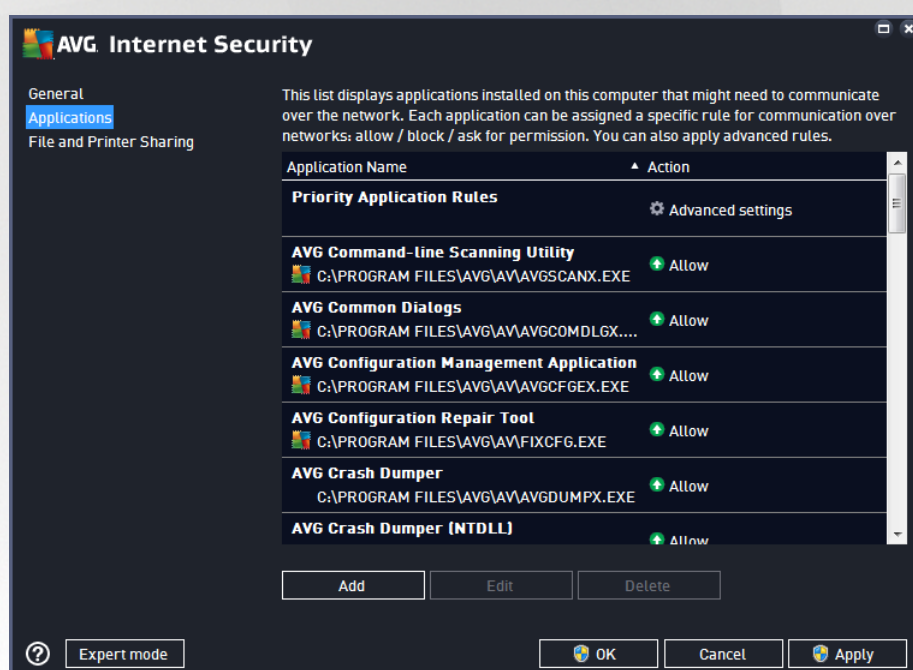 AVG. Internet Security
General
Applications
File and Printer Sharing
This list displays applications installed on this computer that might need to communicate
over the network. Each application can be assigned a specific rule for communication over
networks: allow / block / ask for permission. You can also apply advanced rules.
Application Name Action
Priority Application Rules
Advanced settings
AVG Command-line Scanning Utility
C:\PROGRAM FILES\AVG\AV\AVGSCANX.EXE
Allow
AVG Common Dialogs
C:\PROGRAM FILES\AVG\AV\AVGCOMDLGX....
Allow
AVG Configuration Management Application
C:\PROGRAM FILES\AVG\AV\AVGCFGEX.EXE
Allow
AVG Configuration Repair Tool
C:\PROGRAM FILES\AVG\AV\FIXCFG.EXE
Allow
AVG Crash Dumper
C:\PROGRAM FILES\AVG\AV\AVGDUMPX.EXE
Allow
AVG Crash Dumper (NTDLL)
Allow
Add Edit Delete
? Expert mode OK Cancel Apply